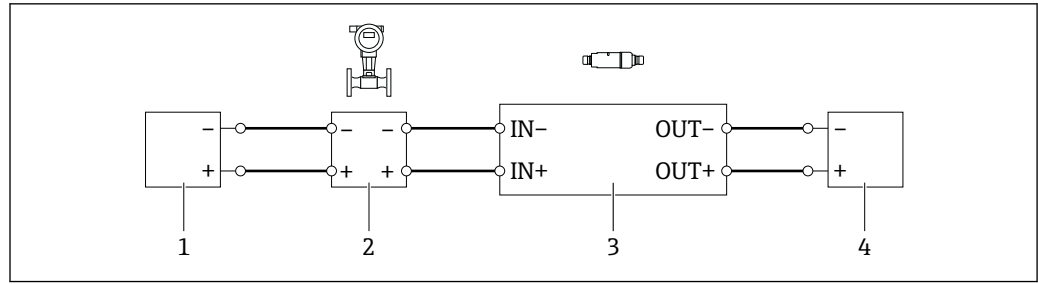 − − − IN− OUT− −
+ + + IN+ OUT+ +
1 2 3 4